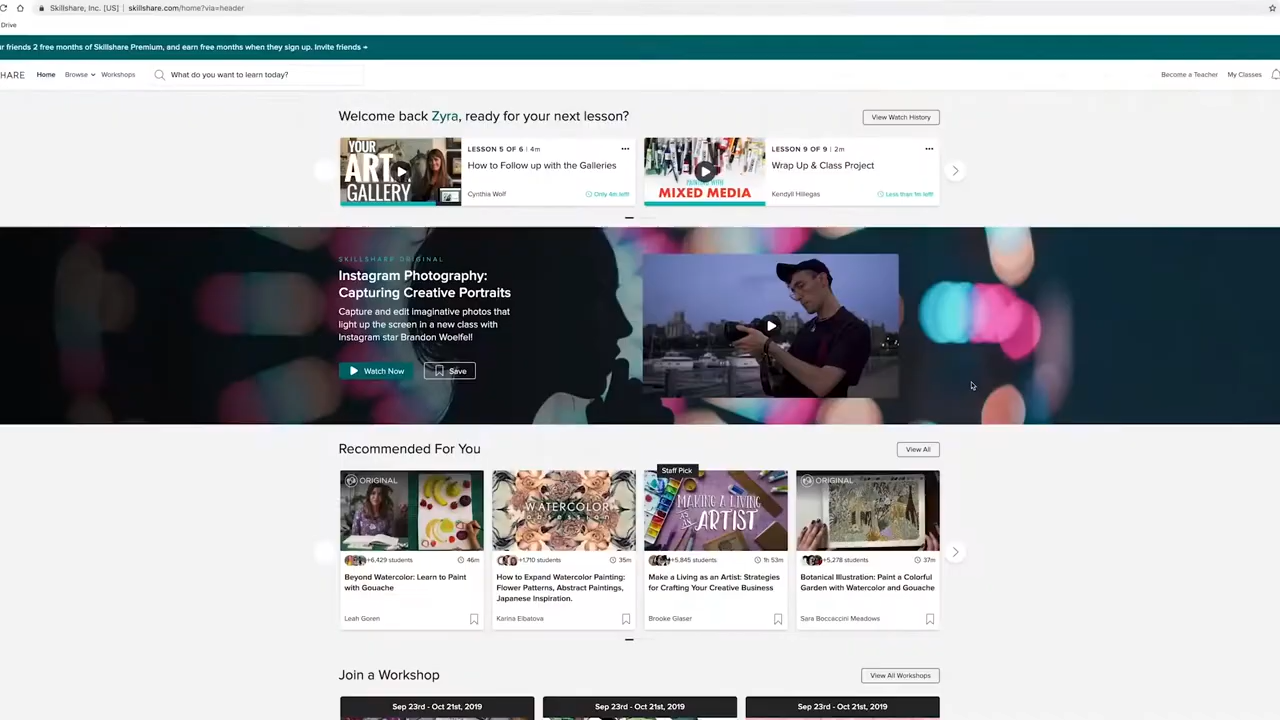 Skillshare, Inc. [US] | skillshare.com/home?via=header
Drive
r friends 2 free months of Skillshare Premium, and earn free months when they sign up. Invite friends →
HARE
Home
Browse
Workshops
What do you want to learn today?
Become a Teacher
My Classes
Welcome back Zyra, ready for your next lesson?
View Watch History
YOUR
ART
GALLERY
LESSON 5 OF 6 | 4m
How to Follow up with the Galleries
Cynthia Wolf
Only 4m left!
PAINTING WITH
MIXED MEDIA
LESSON 9 OF 9 | 2m
Wrap Up & Class Project
Kendyll Hillegas
Less than 1m left!
SKILLSHARE ORIGINAL
Instagram Photography:
Capturing Creative Portraits
Capture and edit imaginative photos that
light up the screen in a new class with
Instagram star Brandon Woelfel!
Watch Now
Save
Recommended For You
View All
ORIGINAL
+6,429 students
46m
Beyond Watercolor: Learn to Paint
with Gouache
Leah Goren
WATERCOLOR
obsession
+1,710 students
35m
How to Expand Watercolor Painting:
Flower Patterns, Abstract Paintings,
Japanese Inspiration.
Karina Eibatova
Staff Pick
MAKING A LIVING
AS AN
ARTIST
+5,845 students
1h 53m
Make a Living as an Artist: Strategies
for Crafting Your Creative Business
Brooke Glaser
ORIGINAL
+5,278 students
37m
Botanical Illustration: Paint a Colorful
Garden with Watercolor and Gouache
Sara Boccaccini Meadows
Join a Workshop
View All Workshops
Sep 23rd - Oct 21st, 2019
Sep 23rd - Oct 21st, 2019
Sep 23rd - Oct 21st, 2019